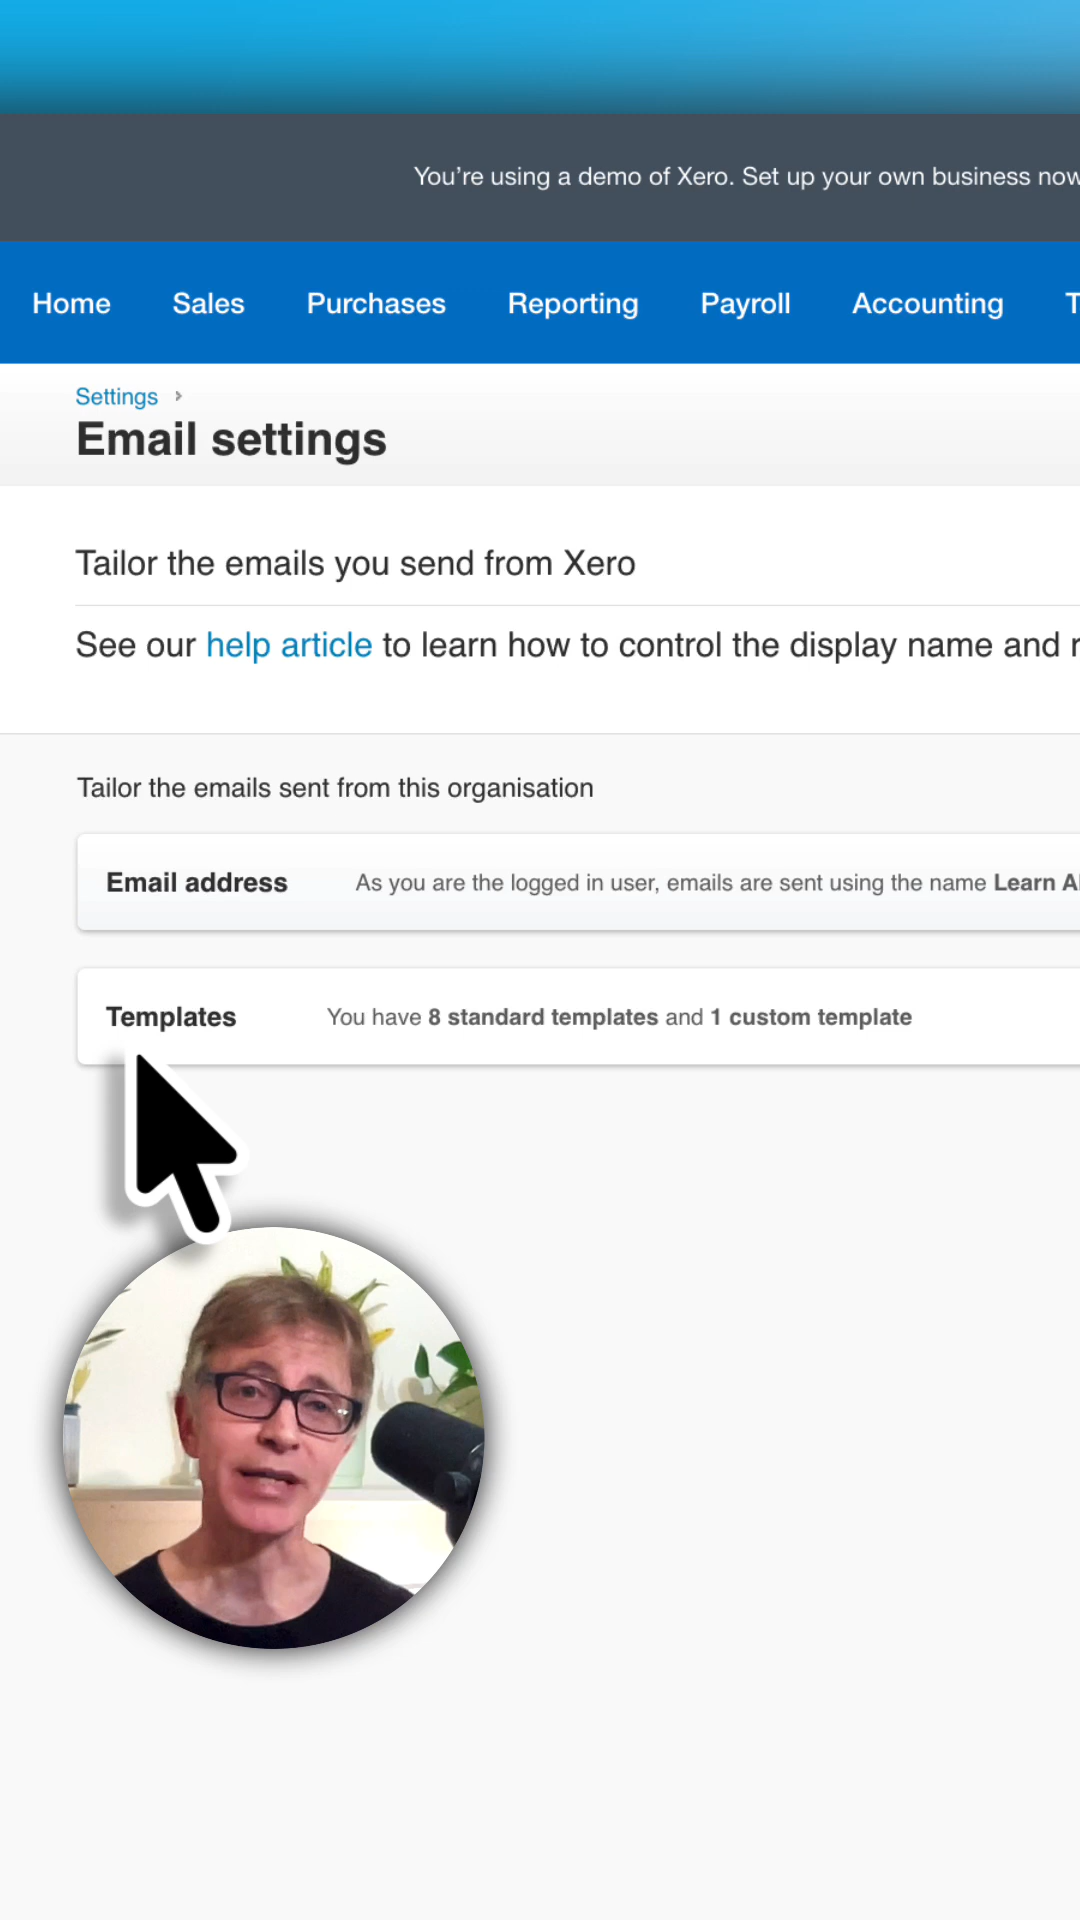 You’re using a demo of Xero. Set up your own business now
Home Sales Purchases Reporting Payroll Accounting T
Settings
Email settings
Tailor the emails you send from Xero
See our help article to learn how to control the display name and r
Tailor the emails sent from this organisation
Email address As you are the logged in user, emails are sent using the name Learn A
Templates You have 8 standard templates and 1 custom template